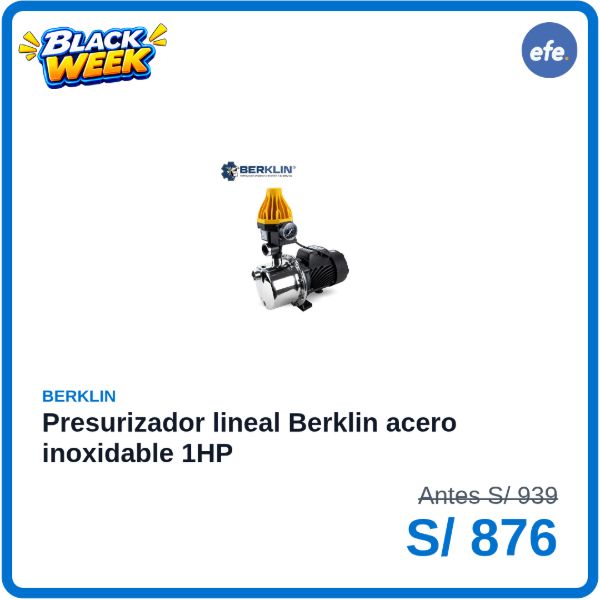 BLACK
WEEK
efe.
BERKLIN®
BERKLIN
Presurizador lineal Berklin acero
inoxidable 1HP
Antes S/ 939
S/ 876